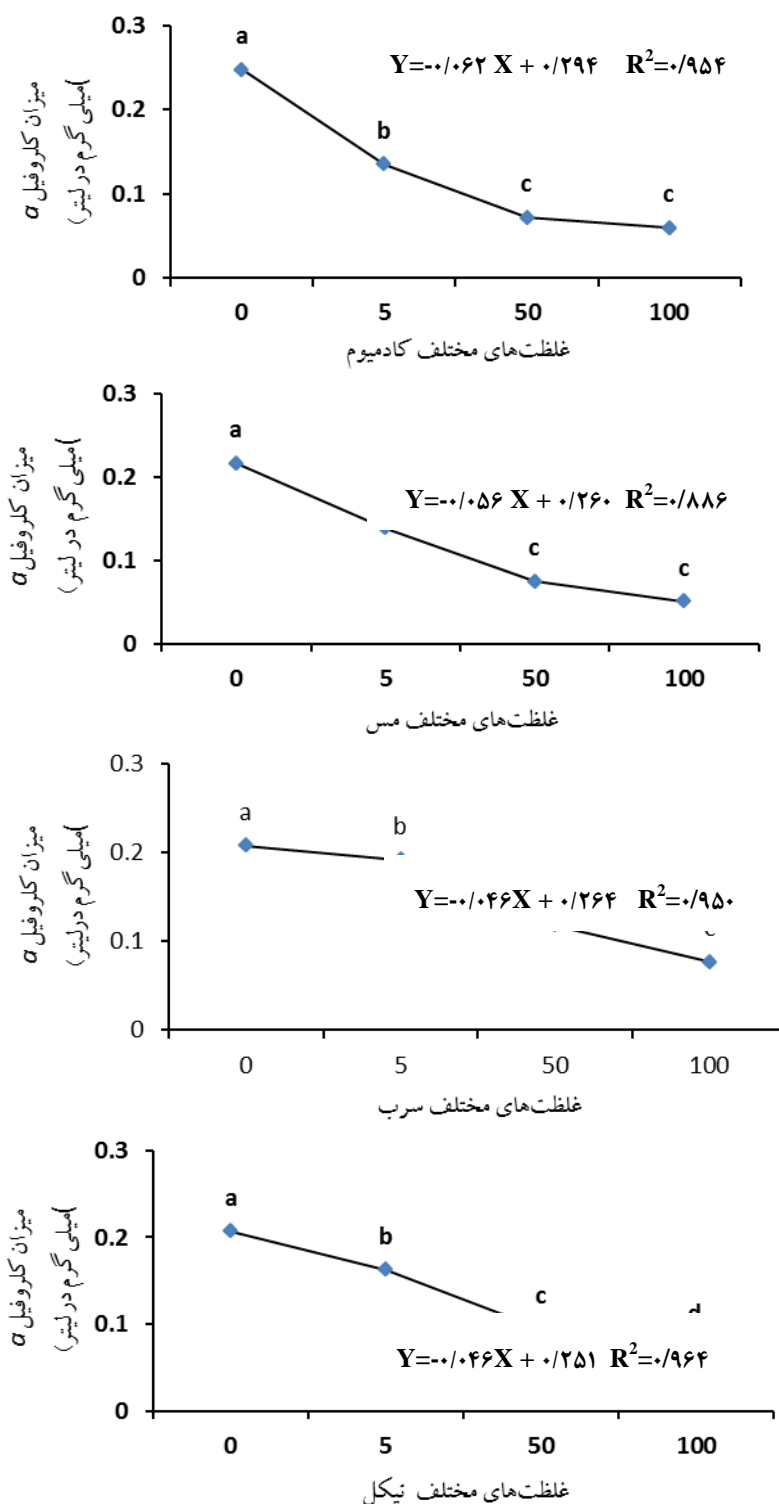 میزان کلروفیل a
(میلی گرم در لیتر)
0.3
0.2
0.1
0
a
b
c
c
Y=-۰/۰۶۲ X + ۰/۲۹۴ R²=۰/۹۵۴
0 5 50 100
غلظت‌های مختلف کادمیوم
میزان کلروفیل a
(میلی گرم در لیتر)
0.3
0.2
0.1
0
a
c
c
Y=-۰/۰۵۶ X + ۰/۲۶۰ R²=۰/۸۸۶
0 5 50 100
غلظت‌های مختلف مس
میزان کلروفیل a
(میلی گرم درلیتر)
0.3
0.2
0.1
0
a
b
Y=-۰/۰۴۶X + ۰/۲۶۴ R²=۰/۹۵۰
0 5 50 100
غلظت‌های مختلف سرب
میزان کلروفیل a
(میلی گرم در لیتر)
0.3
0.2
0.1
0
a
b
c
d
Y=-۰/۰۴۶X + ۰/۲۵۱ R²=۰/۹۶۴
0 5 50 100
غلظت‌های مختلف نیکل